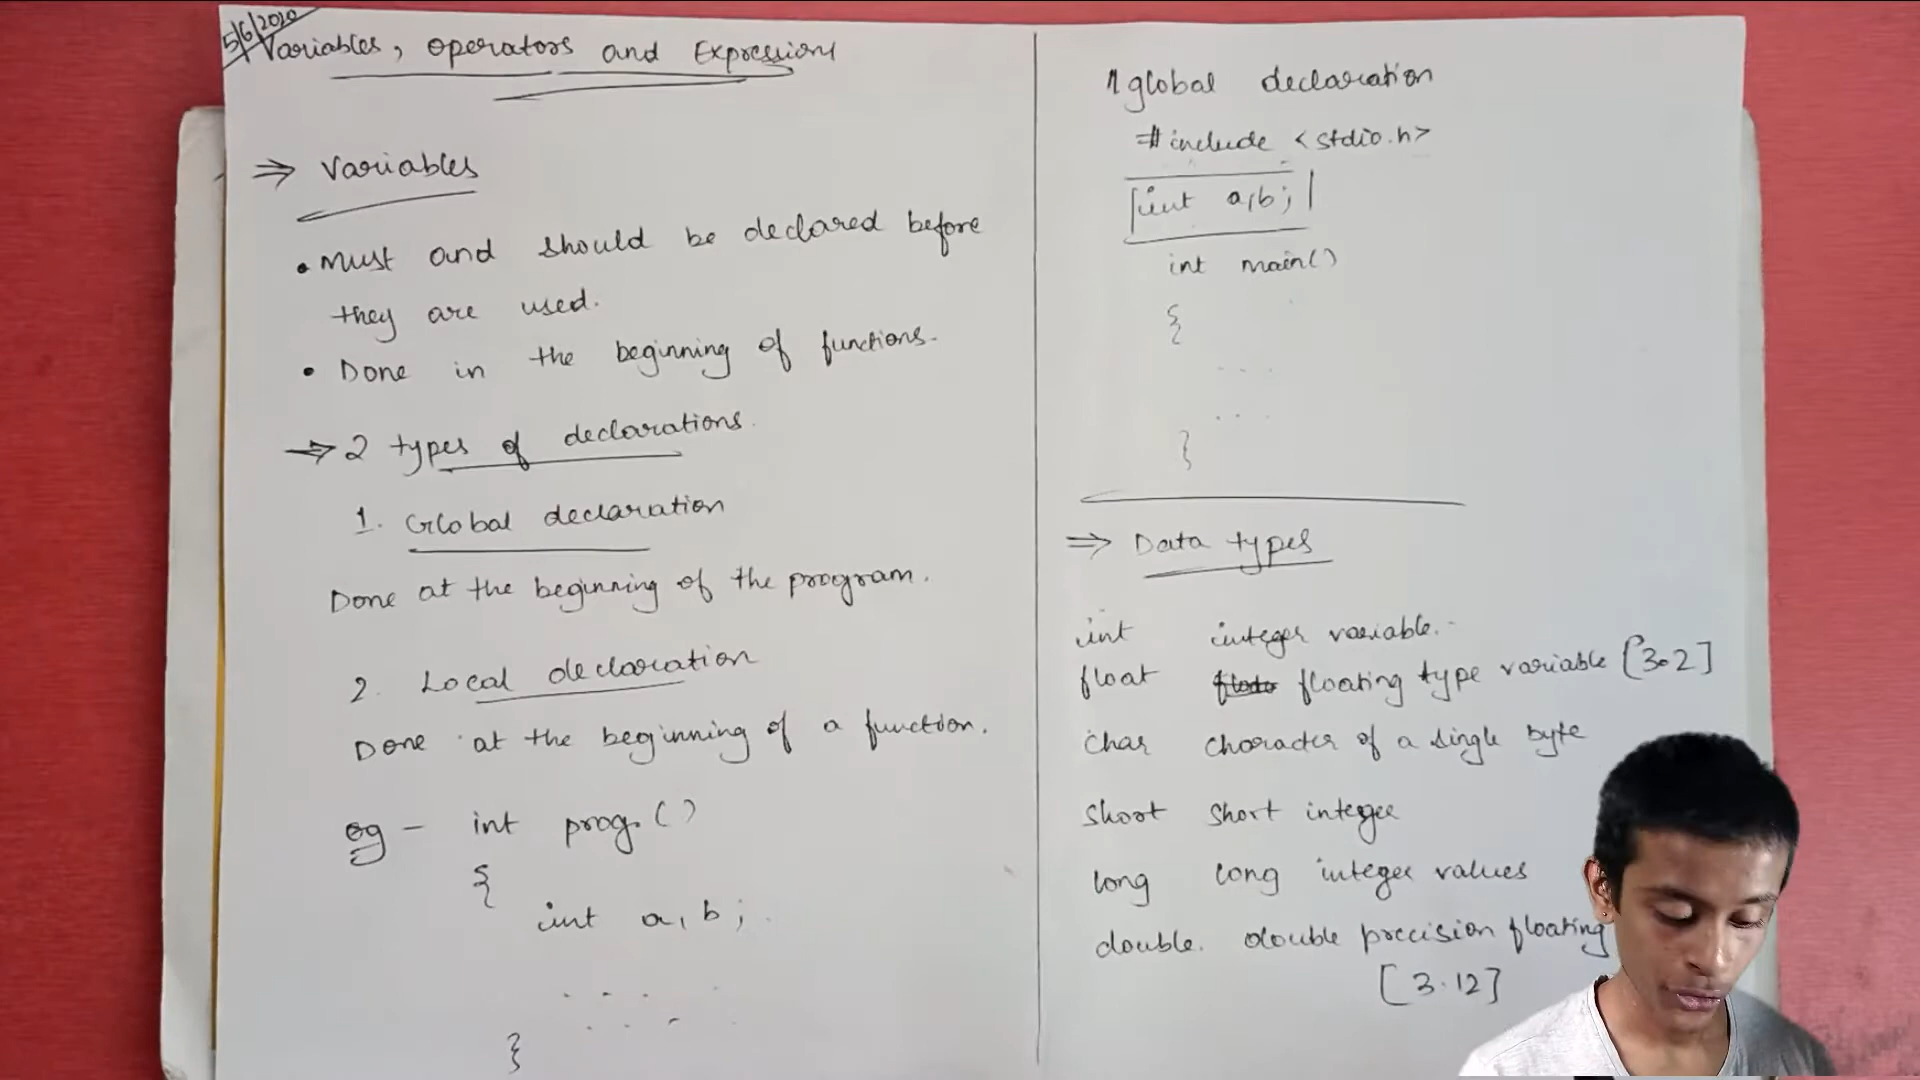 5/6/2020
Variables, operators and Expressions
⇒ Variables
• Must and should be declared before
they are used.
• Done in the beginning of functions.
→ 2 types of declarations.
1. Global declaration
Done at the beginning of the program.
2. Local declaration
Done at the beginning of a function.
eg - int prog.()
{
int a, b;
. . .
. . -
}
global declaration
#include <stdio.h>
int a,b;
int main()
{
. . . .
. . .
}
⇒ Data types
int integer variable.
float floating type variable [3.2]
char character of a single byte
short short integer
long long integer values
double. double precision floating
[3.12]